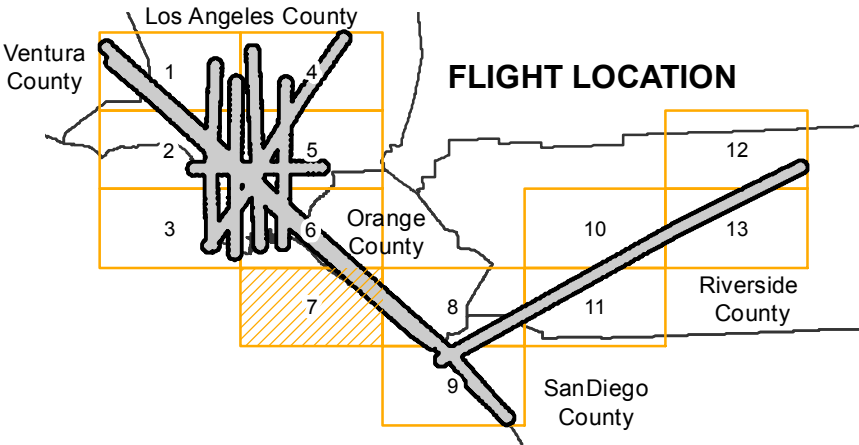 Los Angeles County
Ventura
County
1
4
FLIGHT LOCATION
2
5
12
3
6
Orange
County
10
13
7
8
11
Riverside
County
9
SanDiego
County